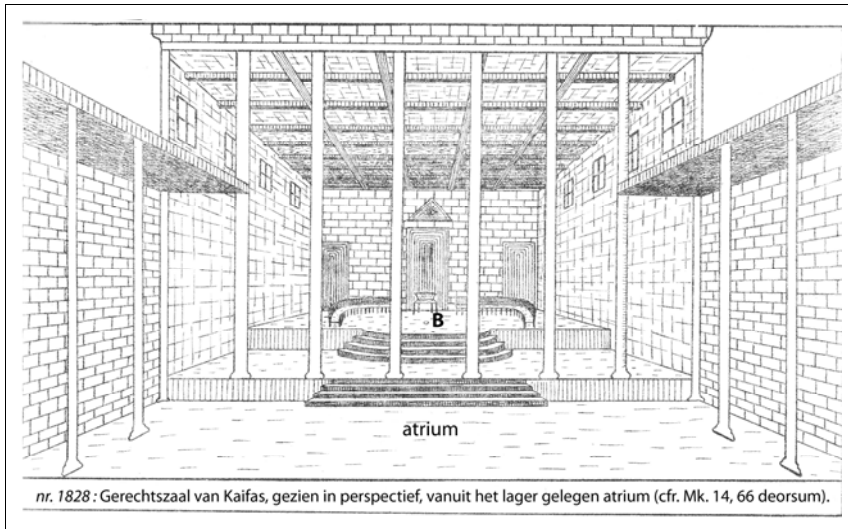 B
atrium
nr. 1828 : Gerechtszaal van Kaifas, gezien in perspectief, vanuit het lager gelegen atrium (cfr. Mk. 14, 66 deorsum).